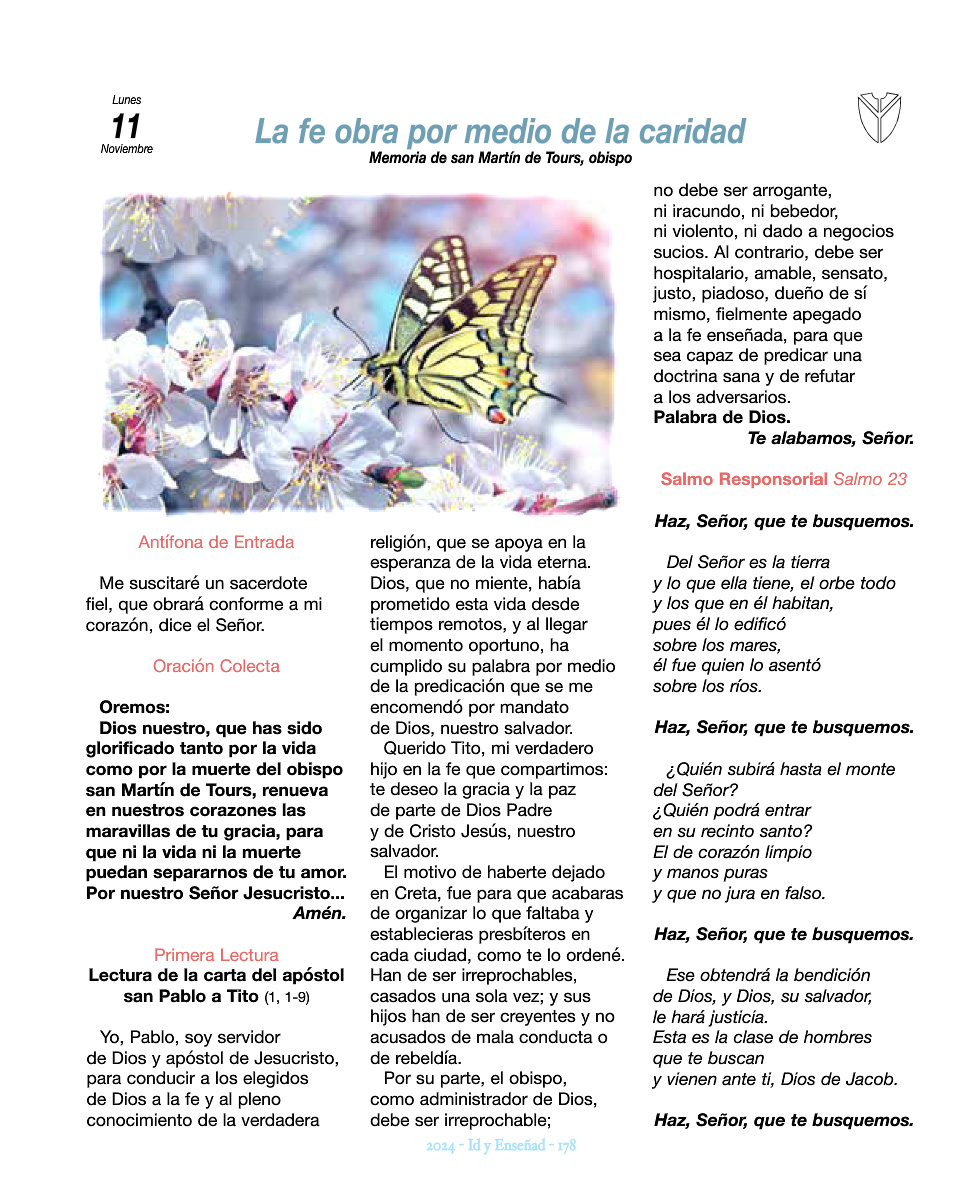 Lunes
11
Noviembre
La fe obra por medio de la caridad
Memoria de san Martín de Tours, obispo
Antífona de Entrada
Me suscitaré un sacerdote
fiel, que obrará conforme a mi
corazón, dice el Señor.
Oración Colecta
Oremos:
Dios nuestro, que has sido
glorificado tanto por la vida
como por la muerte del obispo
san Martín de Tours, renueva
en nuestros corazones las
maravillas de tu gracia, para
que ni la vida ni la muerte
puedan separarnos de tu amor.
Por nuestro Señor Jesucristo...
Amén.
Primera Lectura
Lectura de la carta del apóstol
san Pablo a Tito (1, 1-9)
Yo, Pablo, soy servidor
de Dios y apóstol de Jesucristo,
para conducir a los elegidos
de Dios a la fe y al pleno
conocimiento de la verdadera
religión, que se apoya en la
esperanza de la vida eterna.
Dios, que no miente, había
prometido esta vida desde
tiempos remotos, y al llegar
el momento oportuno, ha
cumplido su palabra por medio
de la predicación que se me
encomendó por mandato
de Dios, nuestro salvador.
Querido Tito, mi verdadero
hijo en la fe que compartimos:
te deseo la gracia y la paz
de parte de Dios Padre
y de Cristo Jesús, nuestro
salvador.
El motivo de haberte dejado
en Creta, fue para que acabaras
de organizar lo que faltaba y
establecieras presbíteros en
cada ciudad, como te lo ordené.
Han de ser irreprochables,
casados una sola vez; y sus
hijos han de ser creyentes y no
acusados de mala conducta o
de rebeldía.
Por su parte, el obispo,
como administrador de Dios,
debe ser irreprochable;
no debe ser arrogante,
ni iracundo, ni bebedor,
ni violento, ni dado a negocios
sucios. Al contrario, debe ser
hospitalario, amable, sensato,
justo, piadoso, dueño de sí
mismo, fielmente apegado
a la fe enseñada, para que
sea capaz de predicar una
doctrina sana y de refutar
a los adversarios.
Palabra de Dios.
Te alabamos, Señor.
Salmo Responsorial Salmo 23
Haz, Señor, que te busquemos.
Del Señor es la tierra
y lo que ella tiene, el orbe todo
y los que en él habitan,
pues él lo edificó
sobre los mares,
él fue quien lo asentó
sobre los ríos.
Haz, Señor, que te busquemos.
¿Quién subirá hasta el monte
del Señor?
¿Quién podrá entrar
en su recinto santo?
El de corazón limpio
y manos puras
y que no jura en falso.
Haz, Señor, que te busquemos.
Ese obtendrá la bendición
de Dios, y Dios, su salvador,
le hará justicia.
Esta es la clase de hombres
que te buscan
y vienen ante ti, Dios de Jacob.
Haz, Señor, que te busquemos.
2024 - Id y Enseñad - 178